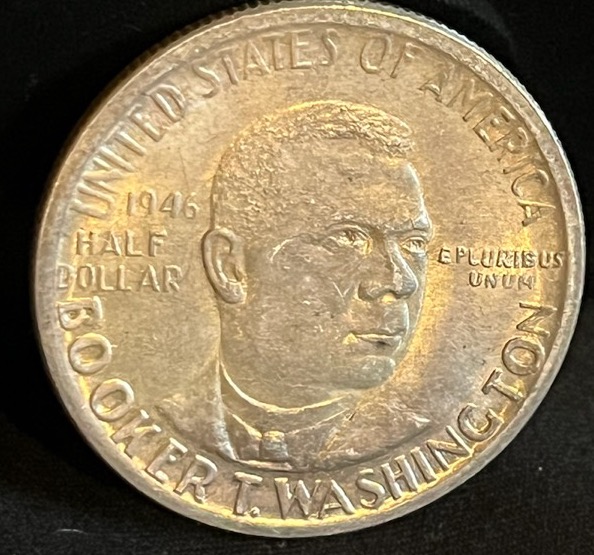 UNITED STATES OF AMERICA
1946
HALF
DOLLAR
E PLURIBUS
UNUM
BOOKER T. WASHINGTON